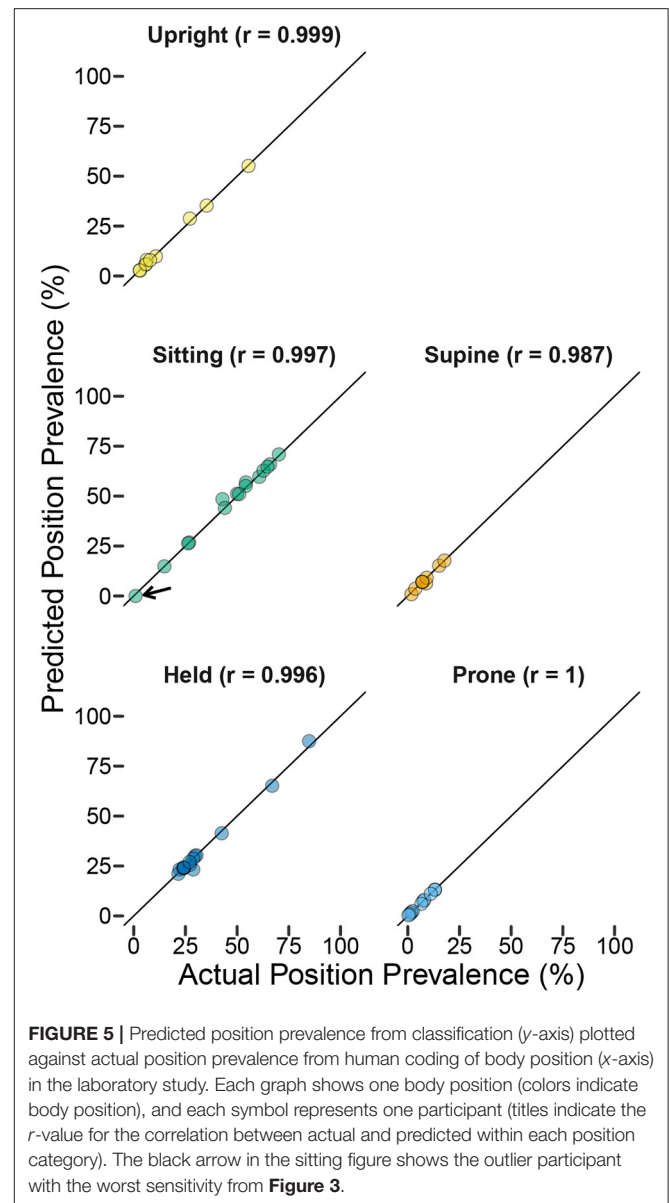 Upright (r = 0.999)
100
75
50
25
0
Predicted Position Prevalence (%)
Sitting (r = 0.997)
Supine (r = 0.987)
100
75
50
25
0
Held (r = 0.996)
Prone (r = 1)
100
75
50
25
0
0 25 50 75 100
0 25 50 75 100
Actual Position Prevalence (%)
FIGURE 5 | Predicted position prevalence from classification (y-axis) plotted
against actual position prevalence from human coding of body position (x-axis)
in the laboratory study. Each graph shows one body position (colors indicate
body position), and each symbol represents one participant (titles indicate the
r-value for the correlation between actual and predicted within each position
category). The black arrow in the sitting figure shows the outlier participant
with the worst sensitivity from Figure 3.